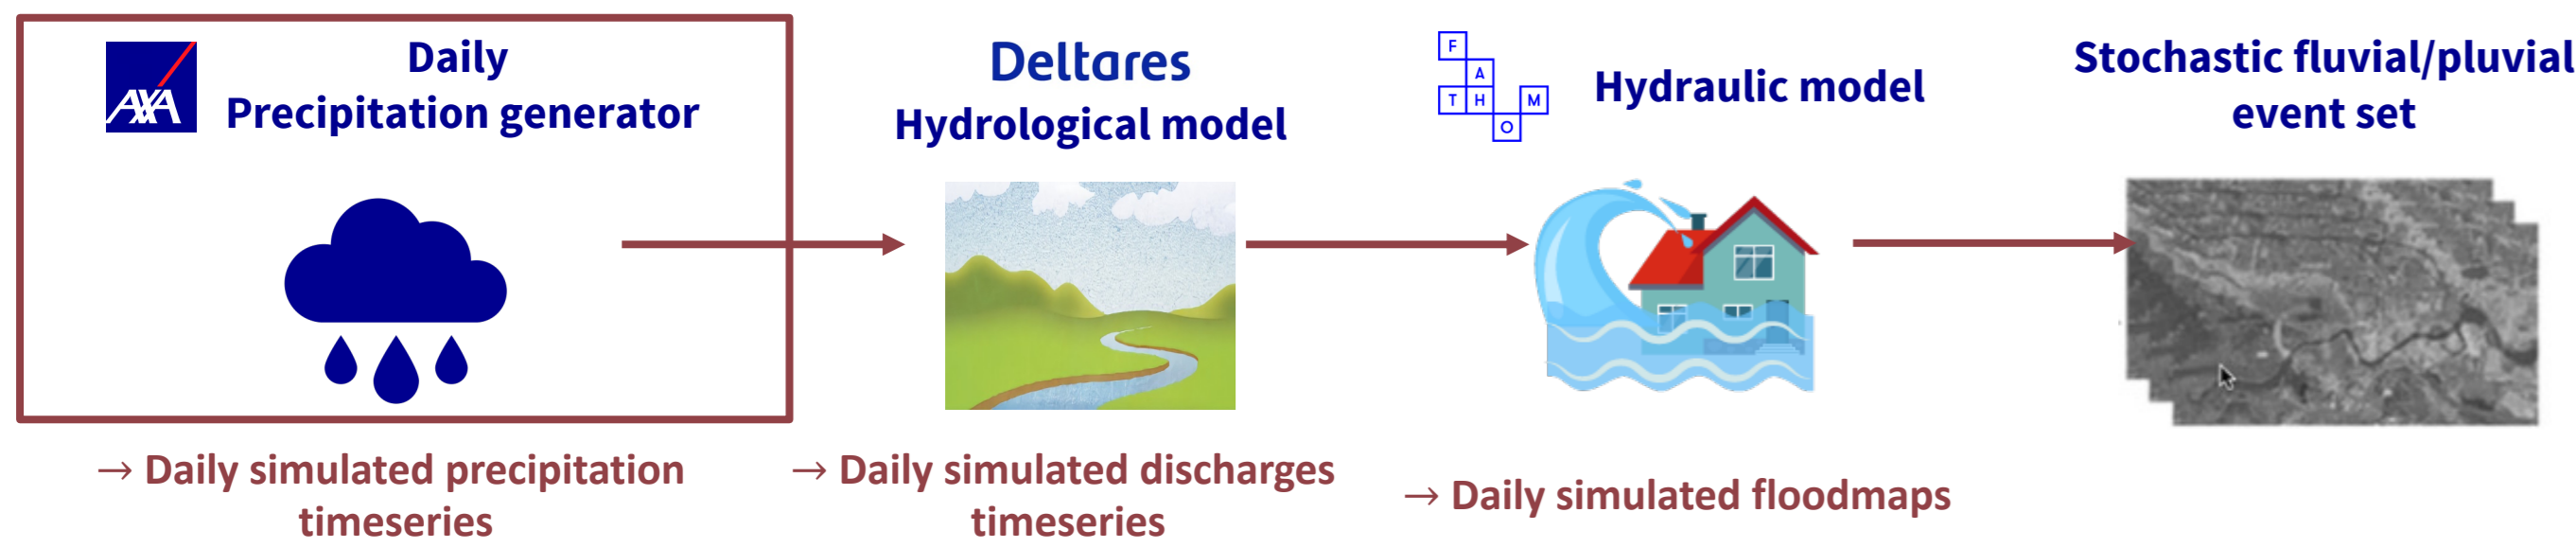 AXA
Daily
Precipitation generator
Deltares
Hydrological model
F
A
T H M
O
Hydraulic model
Stochastic fluvial/pluvial
event set
→ Daily simulated precipitation
timeseries
→ Daily simulated discharges
timeseries
→ Daily simulated floodmaps